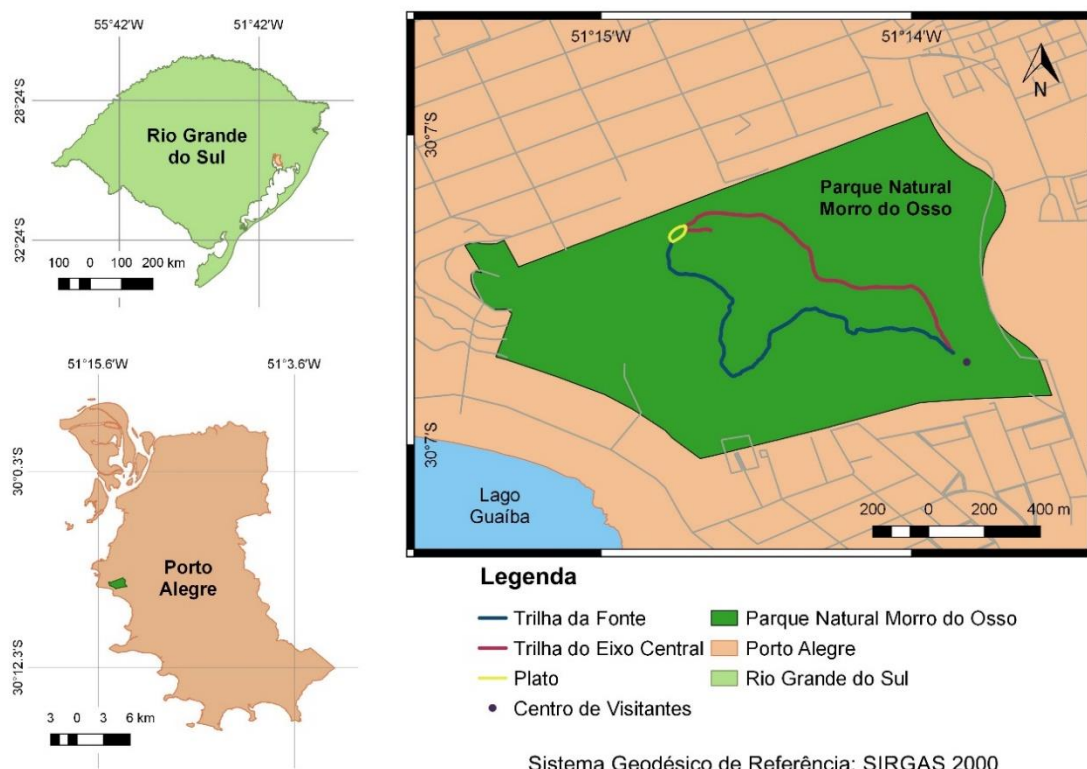 55°42'W
51°42'W
28°24'S
32°24'S
Rio Grande
do Sul
100 0 100 200 km
51°15.6'W
51°3.6'W
30°0.3'S
30°12.3'S
Porto
Alegre
3 0 3 6 km
51°15'W
51°14'W
30°7'S
30°7'S
N
Parque Natural
Morro do Osso
Lago
Guaíba
200 0 200 400 m
Legenda
Trilha da Fonte
Trilha do Eixo Central
Plato
Centro de Visitantes
Parque Natural Morro do Osso
Porto Alegre
Rio Grande do Sul
Sistema Geodésico de Referência: SIRGAS 2000